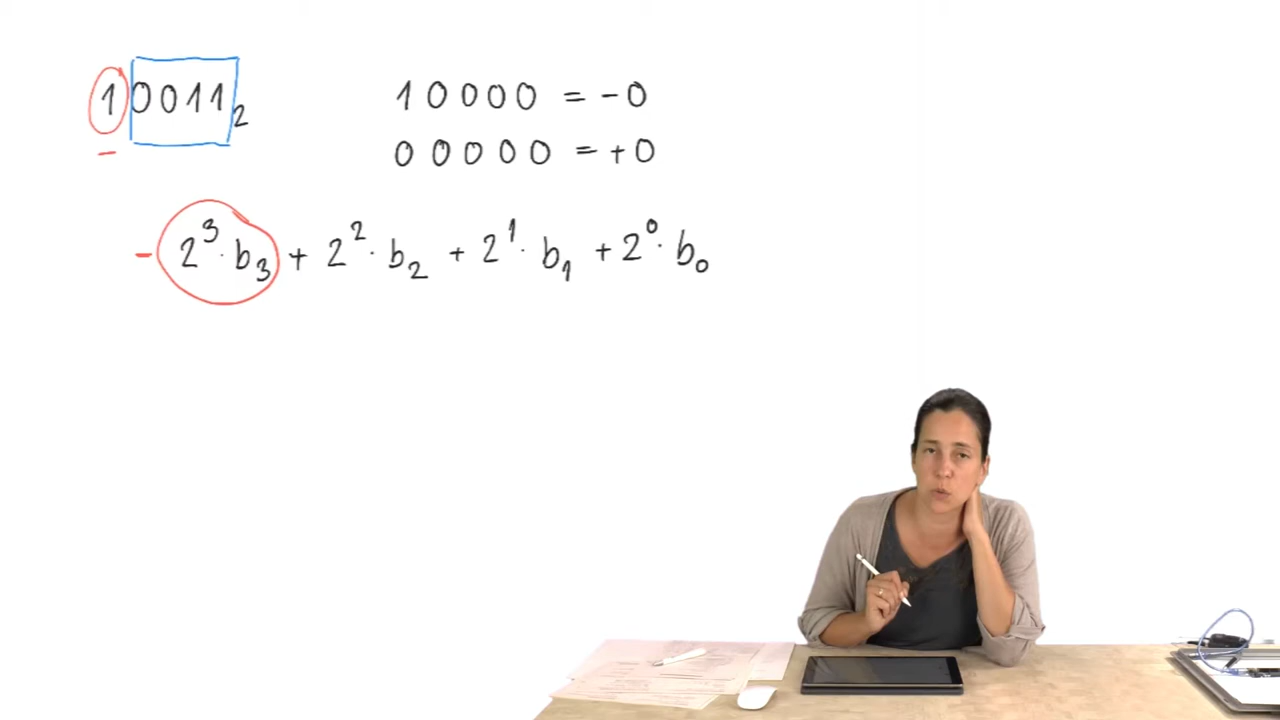 10011₂
10000 = -0
00000 = +0
- 2³·b₃ + 2²·b₂ + 2¹·b₁ + 2⁰·b₀